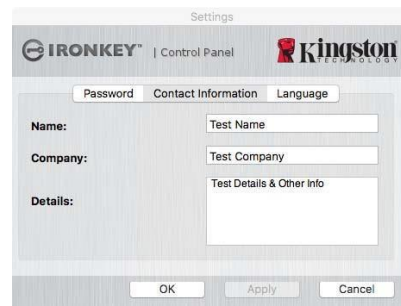 Settings
IRONKEY™ | Control Panel Kingston
TECHNOLOGY
Password Contact Information Language
Name: Test Name
Company: Test Company
Details: Test Details & Other Info
OK Apply Cancel